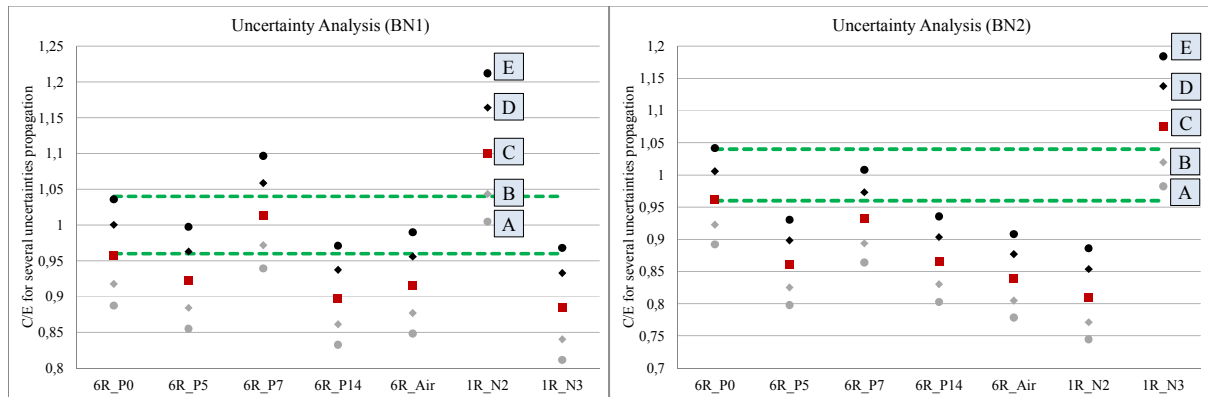 Uncertainty Analysis (BN1)
C/E for several uncertainties propagation
1,25
1,2
1,15
1,1
1,05
1
0,95
0,9
0,85
0,8
E
D
C
B
A
6R_P0 6R_P5 6R_P7 6R_P14 6R_Air 1R_N2 1R_N3
Uncertainty Analysis (BN2)
C/E for several uncertainties propagation
1,2
1,15
1,1
1,05
1
0,95
0,9
0,85
0,8
0,75
0,7
E
D
C
B
A
6R_P0 6R_P5 6R_P7 6R_P14 6R_Air 1R_N2 1R_N3